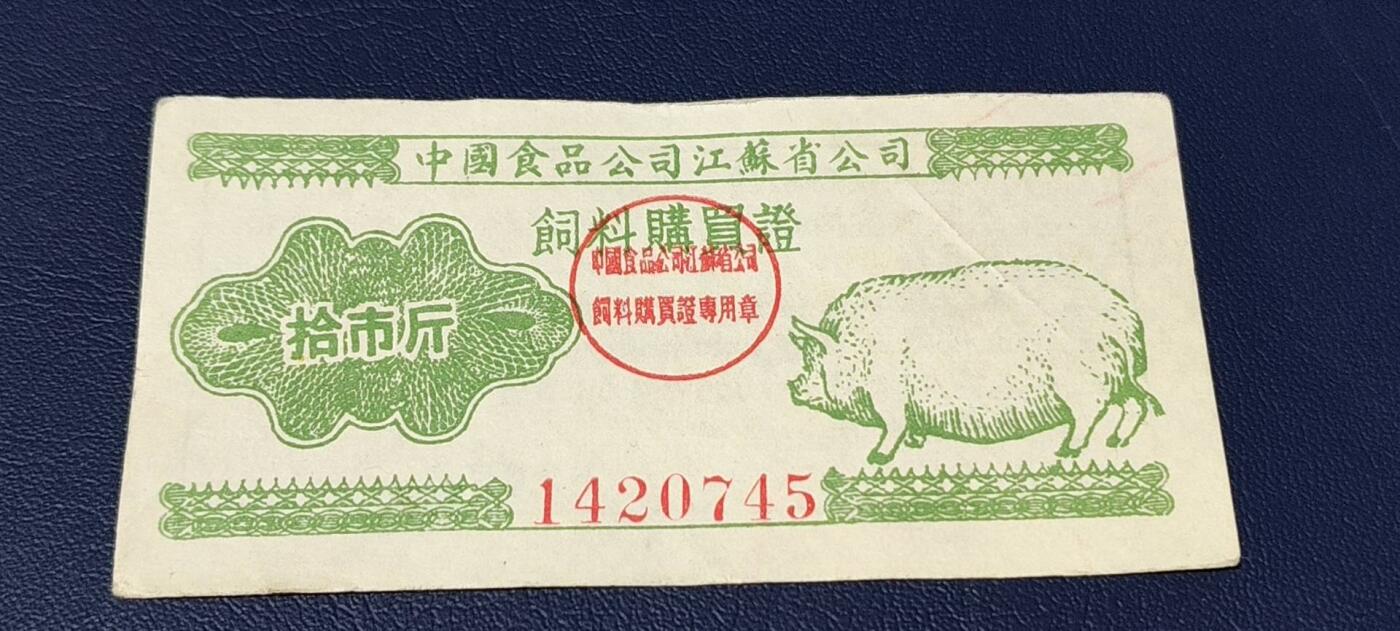 中國食品公司江蘇省公司
飼料購買證
中國食品公司江蘇省公司
飼料購買證專用章
拾市斤
1420745